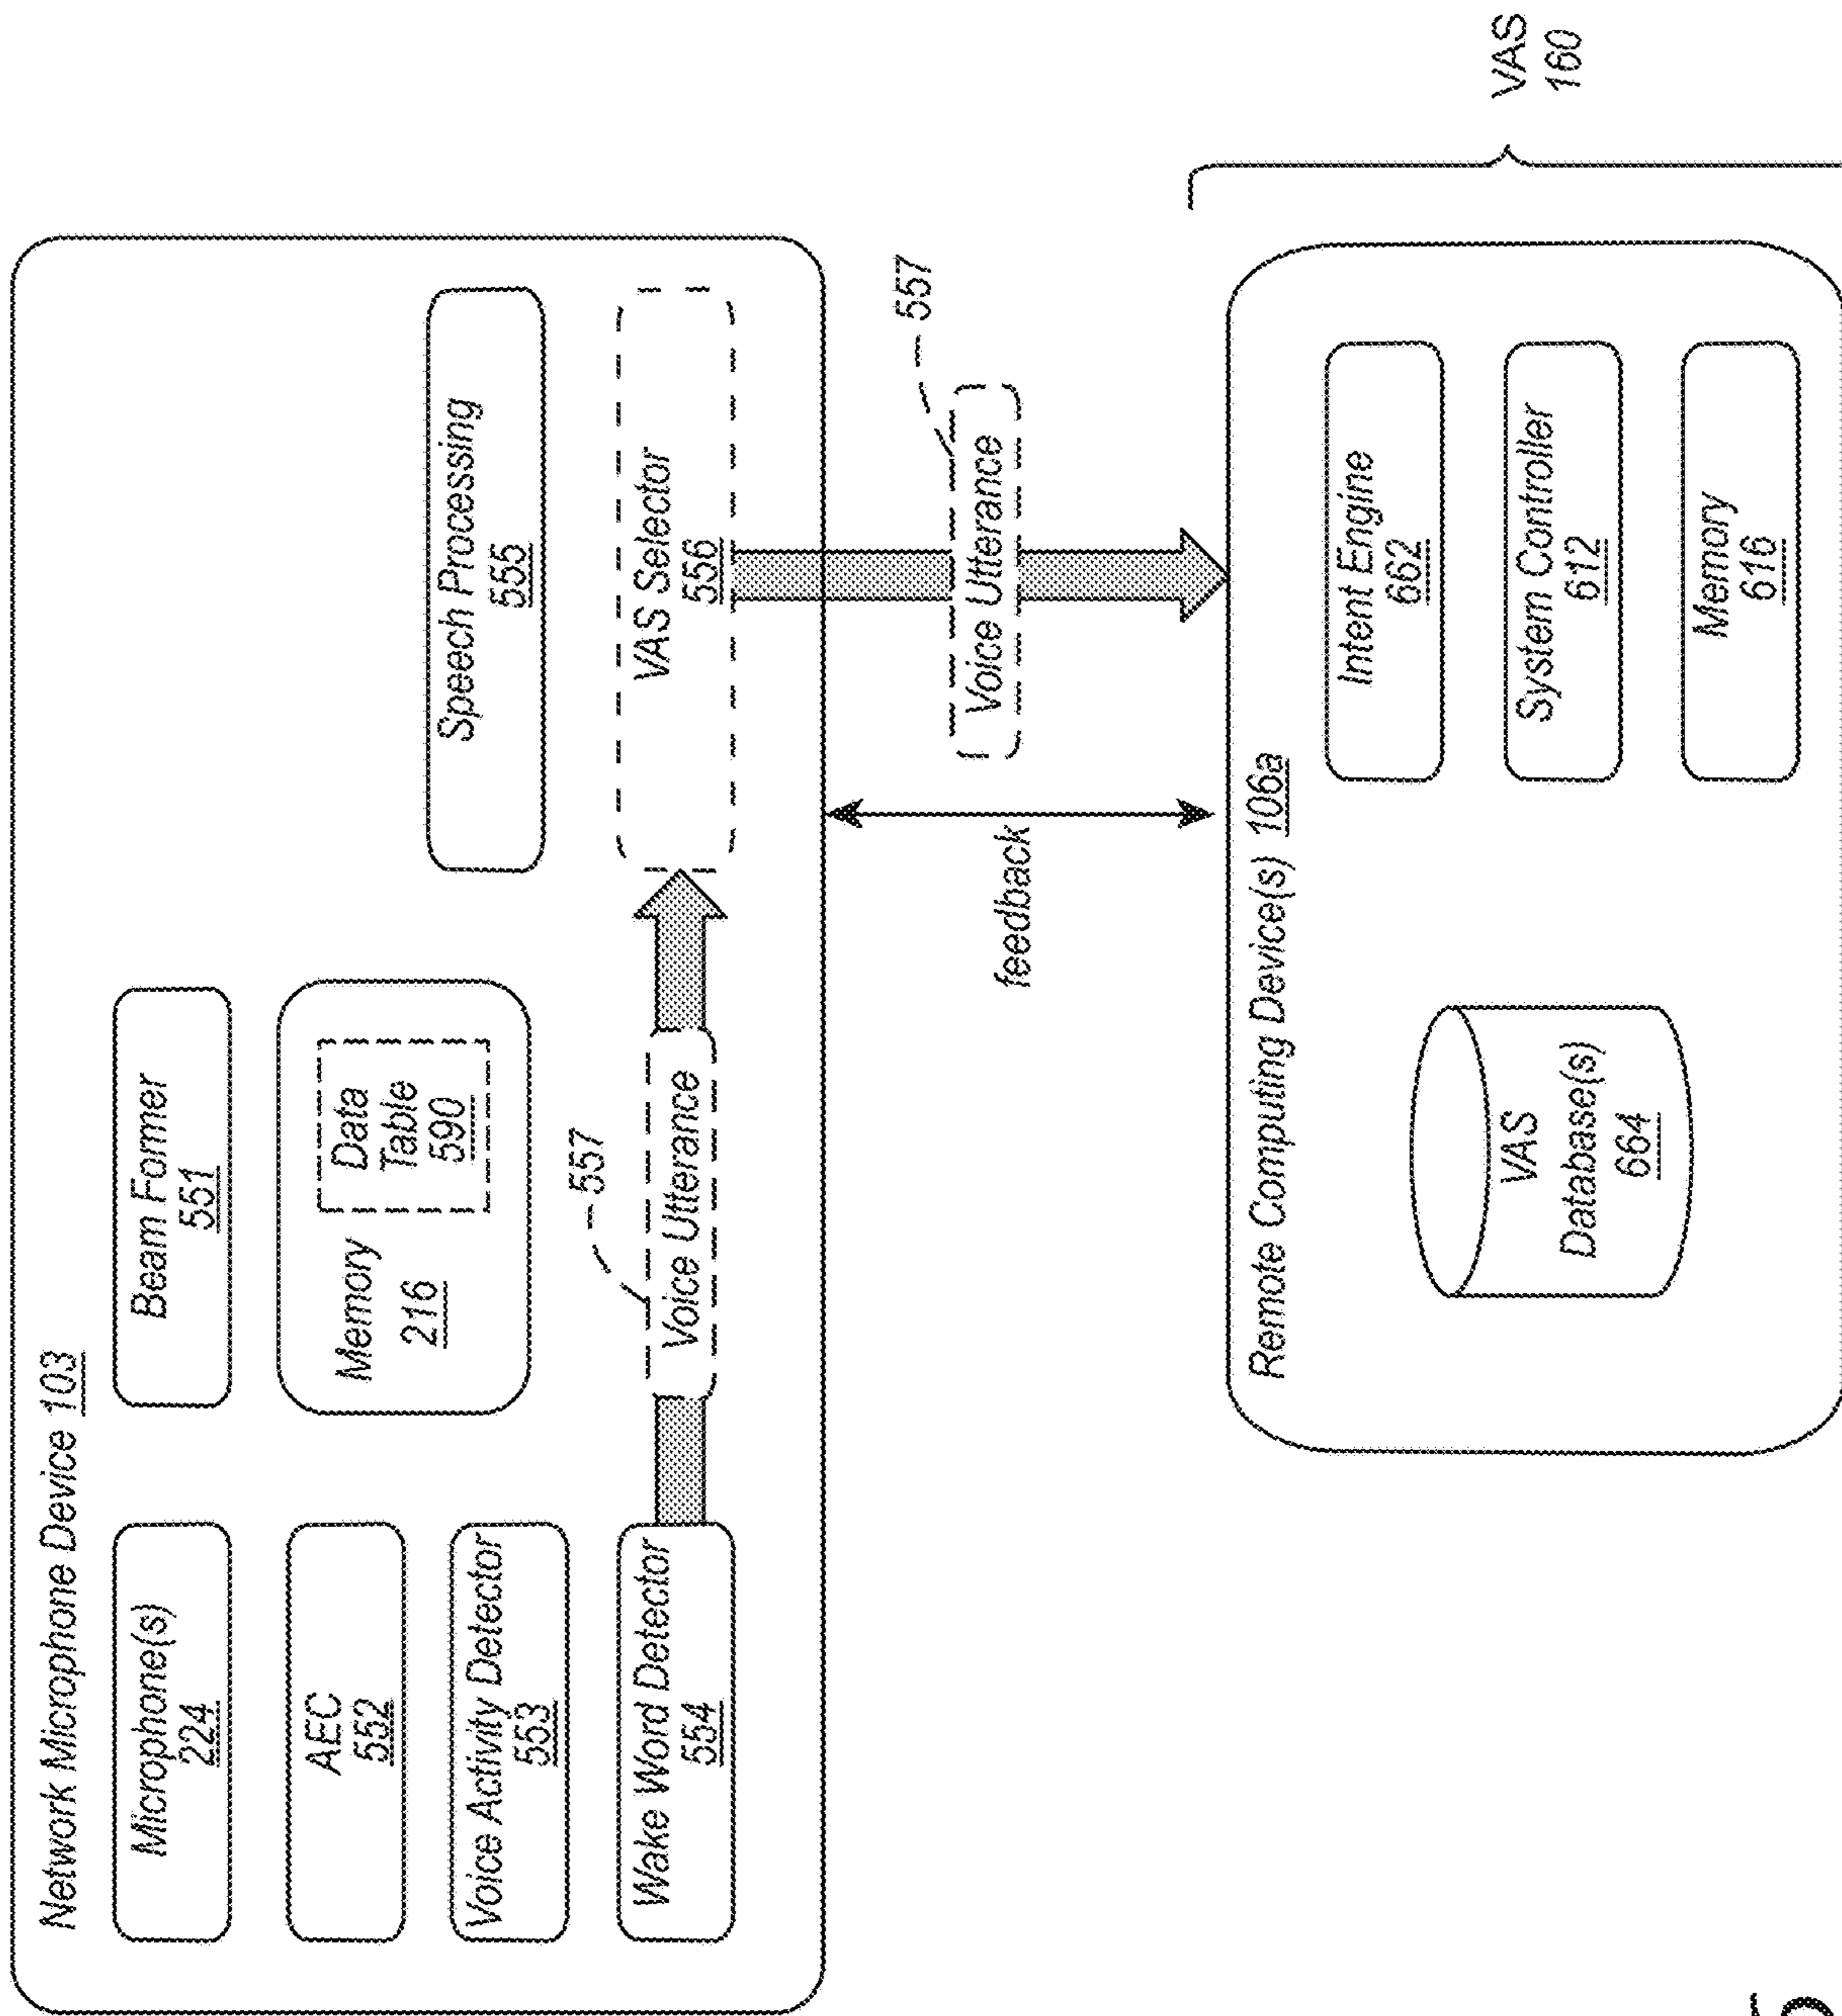 Network Microphone Device 103
Microphone(s)
224
AEC
552
Voice Activity Detector
553
Wake Word Detector
554
Beam Former
551
Memory
216
Data
Table
590
557
Voice Utterance
Speech Processing
555
VAS Selector
556
feedback
Voice Utterance
557
Remote Computing Device(s) 106a
VAS
Database(s)
664
Intent Engine
662
System Controller
612
Memory
616
VAS
160